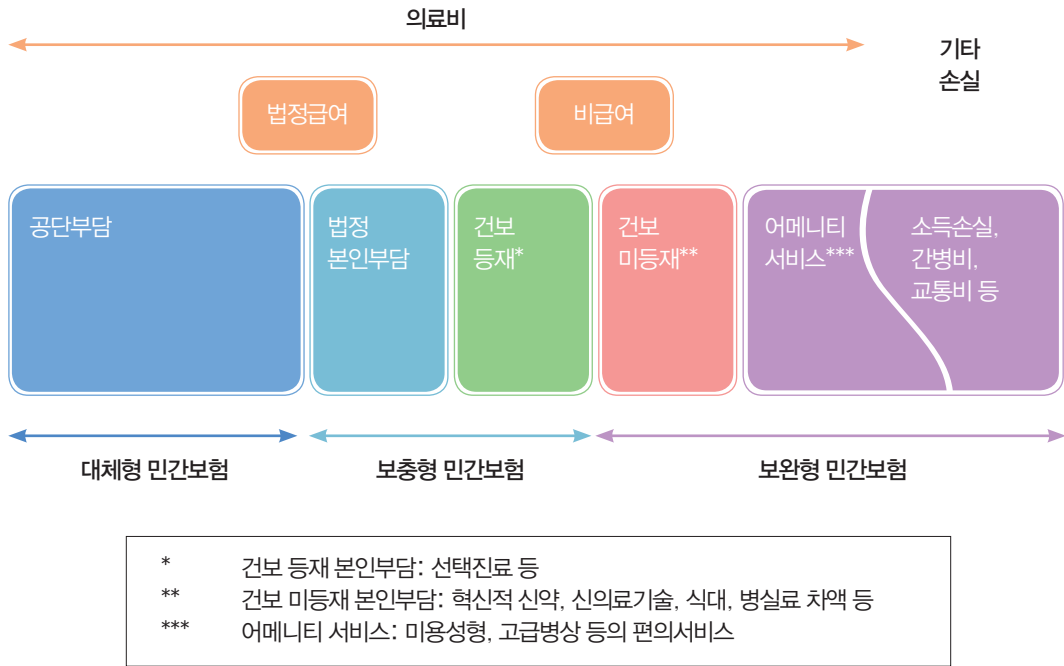 의료비
기타
손실
법정급여
비급여
공단부담
법정
본인부담
건보
등재*
건보
미등재**
어메니티
서비스***
소득손실,
간병비,
교통비 등
대체형 민간보험
보충형 민간보험
보완형 민간보험
* 건보 등재 본인부담: 선택진료 등
** 건보 미등재 본인부담: 혁신적 신약, 신의료기술, 식대, 병실료 차액 등
*** 어메니티 서비스: 미용성형, 고급병상 등의 편의서비스